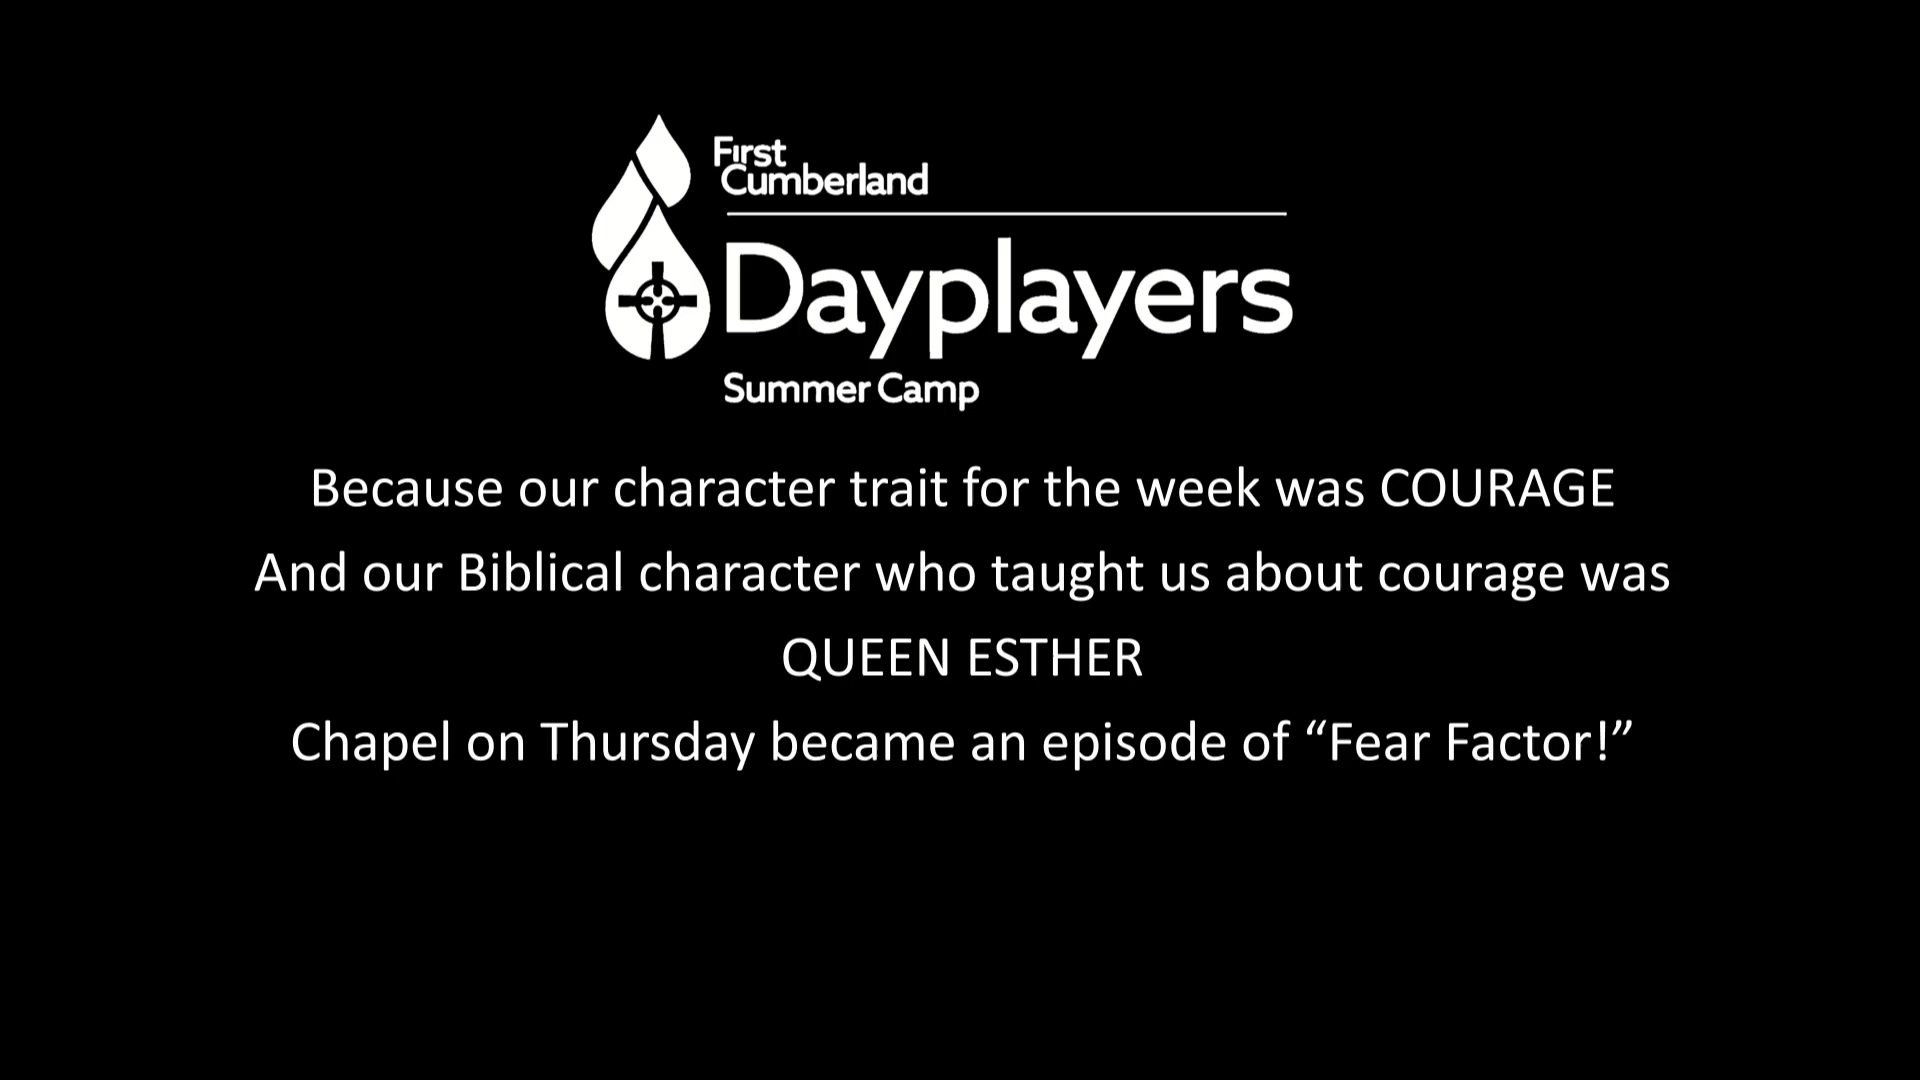 First
Cumberland
Dayplayers
Summer Camp
Because our character trait for the week was COURAGE
And our Biblical character who taught us about courage was
QUEEN ESTHER
Chapel on Thursday became an episode of “Fear Factor!”